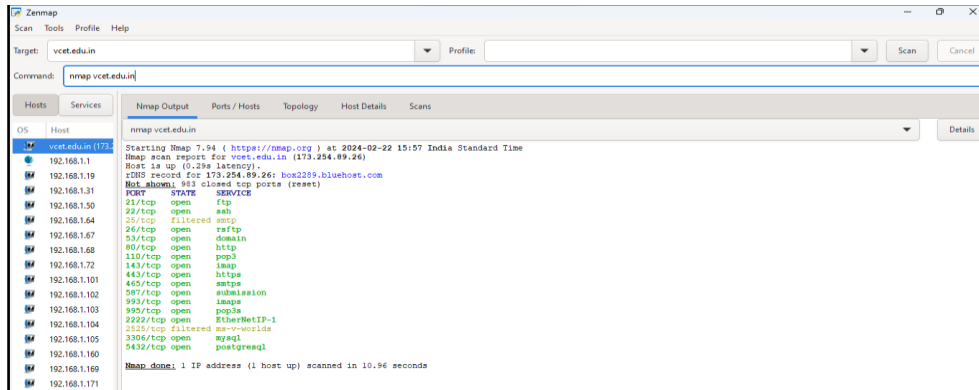 Zenmap
Scan Tools Profile Help
Target: vcet.edu.in Profile: Scan Cancel
Command: nmap vcet.edu.in
Hosts Services Nmap Output Ports / Hosts Topology Host Details Scans
OS Host nmap vcet.edu.in Details
vcet.edu.in (173.2
192.168.1.1
192.168.1.19
192.168.1.31
192.168.1.50
192.168.1.64
192.168.1.67
192.168.1.68
192.168.1.72
192.168.1.101
192.168.1.102
192.168.1.103
192.168.1.104
192.168.1.105
192.168.1.160
192.168.1.169
192.168.1.171
Starting Nmap 7.94 ( https://nmap.org ) at 2024-02-22 15:57 India Standard Time
Nmap scan report for vcet.edu.in (173.254.89.26)
Host is up (0.29s latency).
rDNS record for 173.254.89.26: box2289.bluehost.com
Not shown: 983 closed tcp ports (reset)
PORT STATE SERVICE
21/tcp open ftp
22/tcp open ssh
25/tcp filtered smtp
26/tcp open rsftp
53/tcp open domain
80/tcp open http
110/tcp open pop3
143/tcp open imap
443/tcp open https
465/tcp open smtps
587/tcp open submission
993/tcp open imaps
995/tcp open pop3s
2222/tcp open EtherNetIP-1
2525/tcp filtered ms-v-worlds
3306/tcp open mysql
5432/tcp open postgresql
Nmap done: 1 IP address (1 host up) scanned in 10.96 seconds